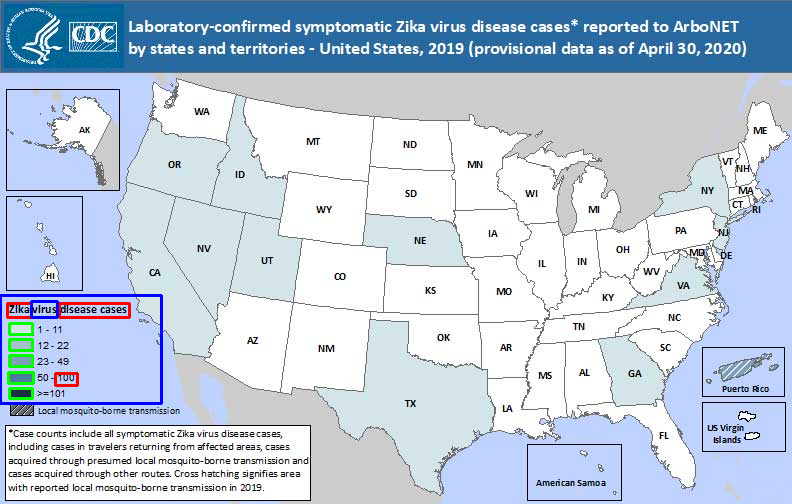 Laboratory-confirmed symptomatic Zika virus disease cases* reported to ArboNET
by states and territories - United States, 2019 (provisional data as of April 30, 2020)
CDC
WA
ME
AK
MT
ND
MN
VT
NH
OR
ID
SD
WI
MI
NY
MA
CT
RI
WY
IA
PA
NJ
NE
OH
MD
DE
NV
UT
IL
IN
WV
VA
CA
CO
KS
MO
KY
HI
NC
TN
AZ
NM
OK
AR
SC
MS
AL
GA
TX
LA
FL
Zika virus disease cases
1 - 11
12 - 22
23 - 49
50 - 100
>=101
Local mosquito-borne transmission
Puerto Rico
US Virgin
Islands
American Samoa
*Case counts include all symptomatic Zika virus disease cases,
including cases in travelers returning from affected areas, cases
acquired through presumed local mosquito-borne transmission and
cases acquired through other routes. Cross hatching signifies area
with reported local mosquito-borne transmission in 2019.